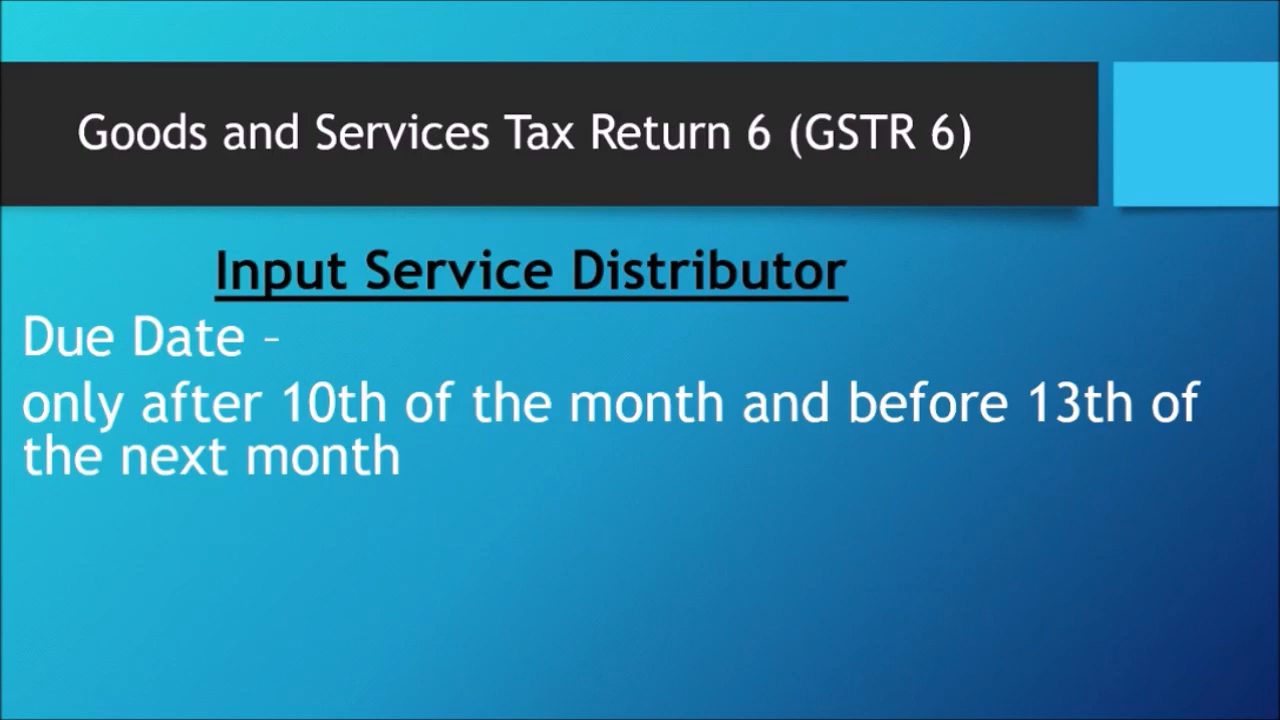 Goods and Services Tax Return 6 (GSTR 6)
Input Service Distributor
Due Date –
only after 10th of the month and before 13th of
the next month